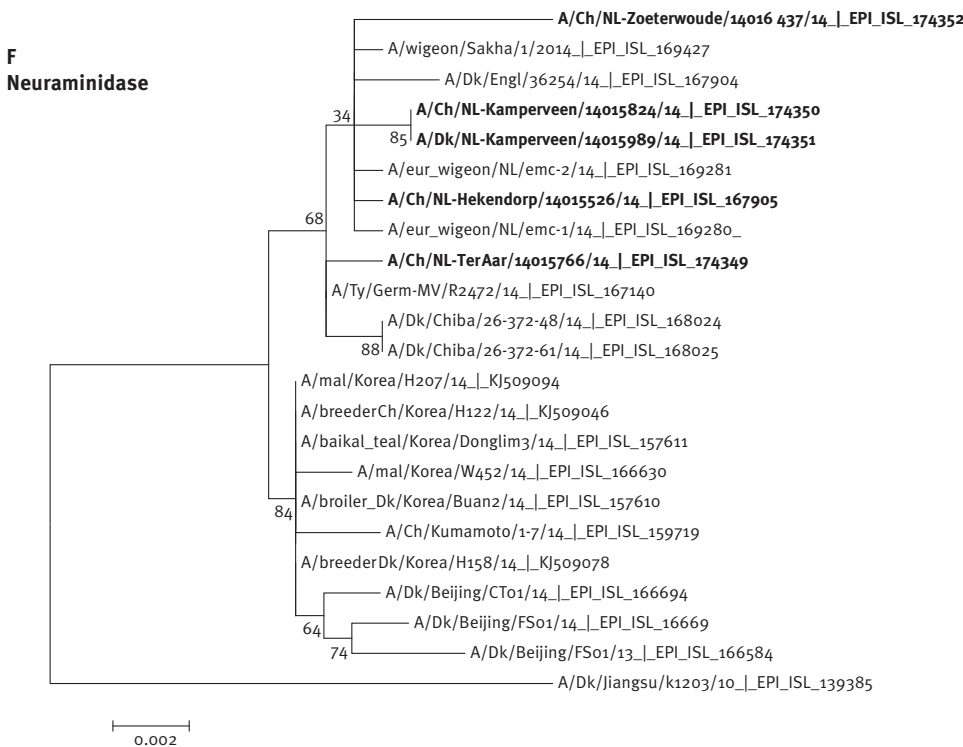 F
Neuraminidase
A/Ch/NL-Zoeterwoude/14016 437/14_|_EPI_ISL_174352
A/wigeon/Sakha/1/2014_|_EPI_ISL_169427
A/Dk/Engl/36254/14_|_EPI_ISL_167904
34
A/Ch/NL-Kamperveen/14015824/14_|_EPI_ISL_174350
85
A/Dk/NL-Kamperveen/14015989/14_|_EPI_ISL_174351
A/eur_wigeon/NL/emc-2/14_|_EPI_ISL_169281
A/Ch/NL-Hekendorp/14015526/14_|_EPI_ISL_167905
68
A/eur_wigeon/NL/emc-1/14_|_EPI_ISL_169280_
A/Ch/NL-TerAar/14015766/14_|_EPI_ISL_174349
A/Ty/Germ-MV/R2472/14_|_EPI_ISL_167140
A/Dk/Chiba/26-372-48/14_|_EPI_ISL_168024
88
A/Dk/Chiba/26-372-61/14_|_EPI_ISL_168025
A/mal/Korea/H207/14_|_KJ509094
A/breederCh/Korea/H122/14_|_KJ509046
A/baikal_teal/Korea/Donglim3/14_|_EPI_ISL_157611
A/mal/Korea/W452/14_|_EPI_ISL_166630
A/broiler_Dk/Korea/Buan2/14_|_EPI_ISL_157610
84
A/Ch/Kumamoto/1-7/14_|_EPI_ISL_159719
A/breederDk/Korea/H158/14_|_KJ509078
A/Dk/Beijing/CT01/14_|_EPI_ISL_166694
64
A/Dk/Beijing/FS01/14_|_EPI_ISL_16669
74
A/Dk/Beijing/FS01/13_|_EPI_ISL_166584
A/Dk/Jiangsu/k1203/10_|_EPI_ISL_139385
0.002